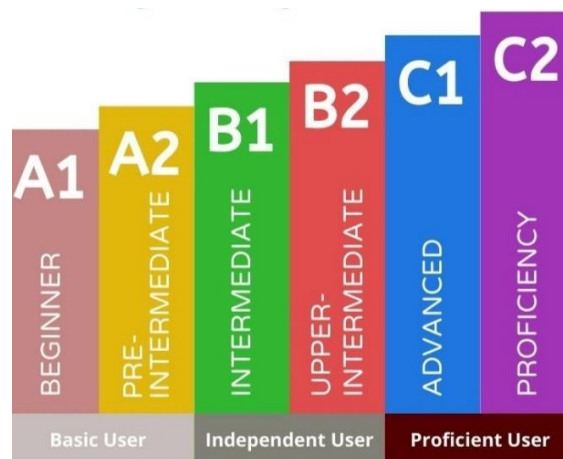 A1
BEGINNER
A2
PRE-
INTERMEDIATE
B1
INTERMEDIATE
B2
UPPER-
INTERMEDIATE
C1
ADVANCED
C2
PROFICIENCY
Basic User
Independent User
Proficient User